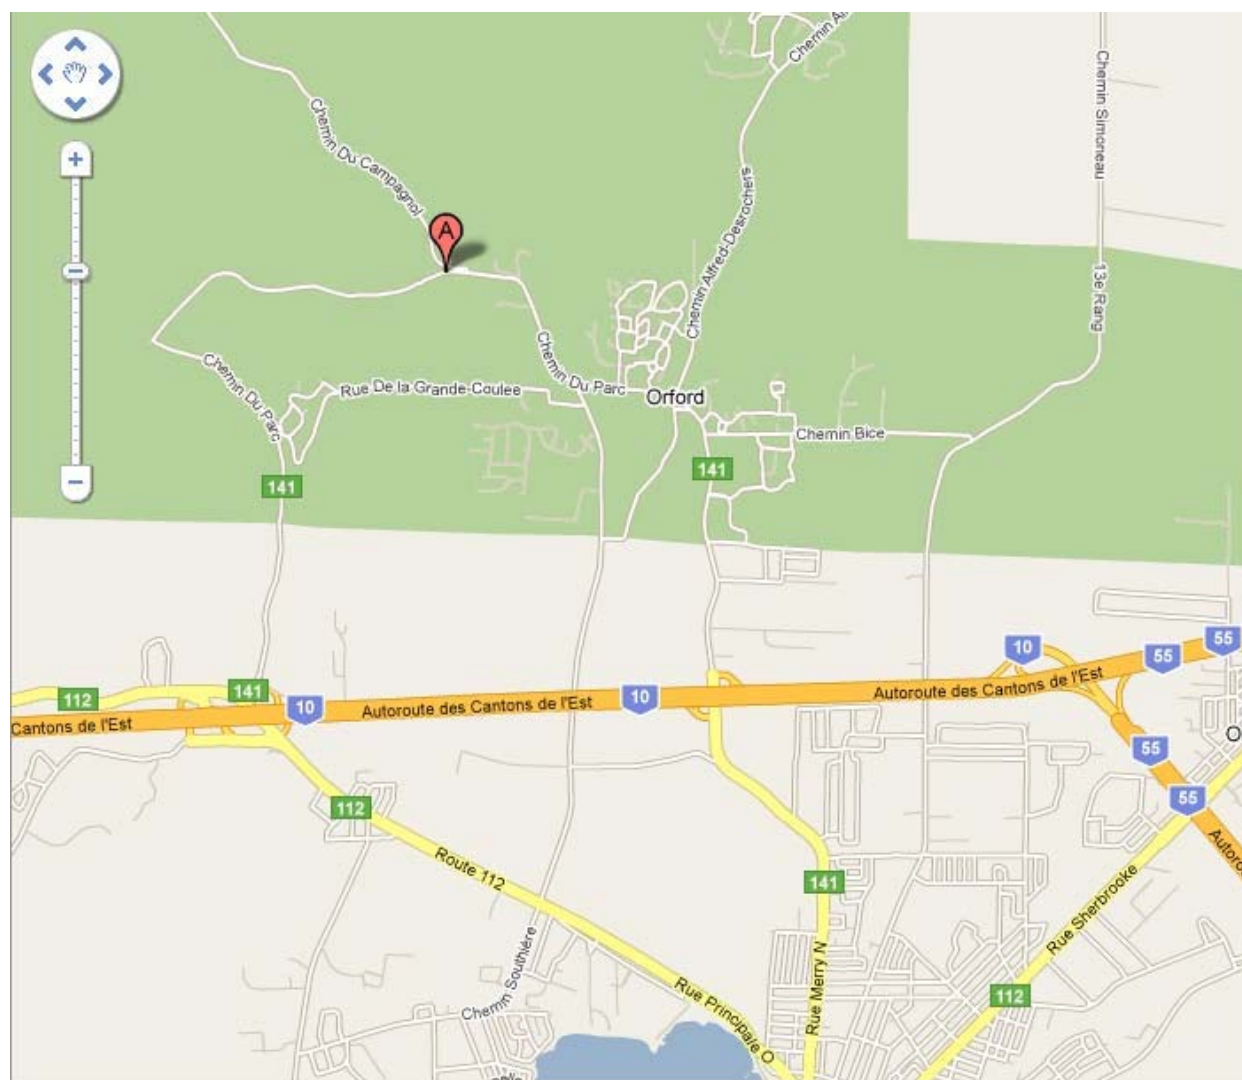 Chemin Al
Chemin Simoneau
Chemin Du Campagnol
A
Chemin Alfred-Desrochers
13e Rang
Chemin Du Parc
Chemin Du Parc
Rue De la Grande-Coulee
Orford
Chemin Bice
141
141
10
55
55
112
141
10
10
Autoroute des Cantons de l'Est
Autoroute des Cantons de l'Est
Cantons de l'Est
O
55
55
112
Autoro
Route 112
141
Rue Sherbrooke
Chemin Southière
Rue Merry N
Rue Principale O
112